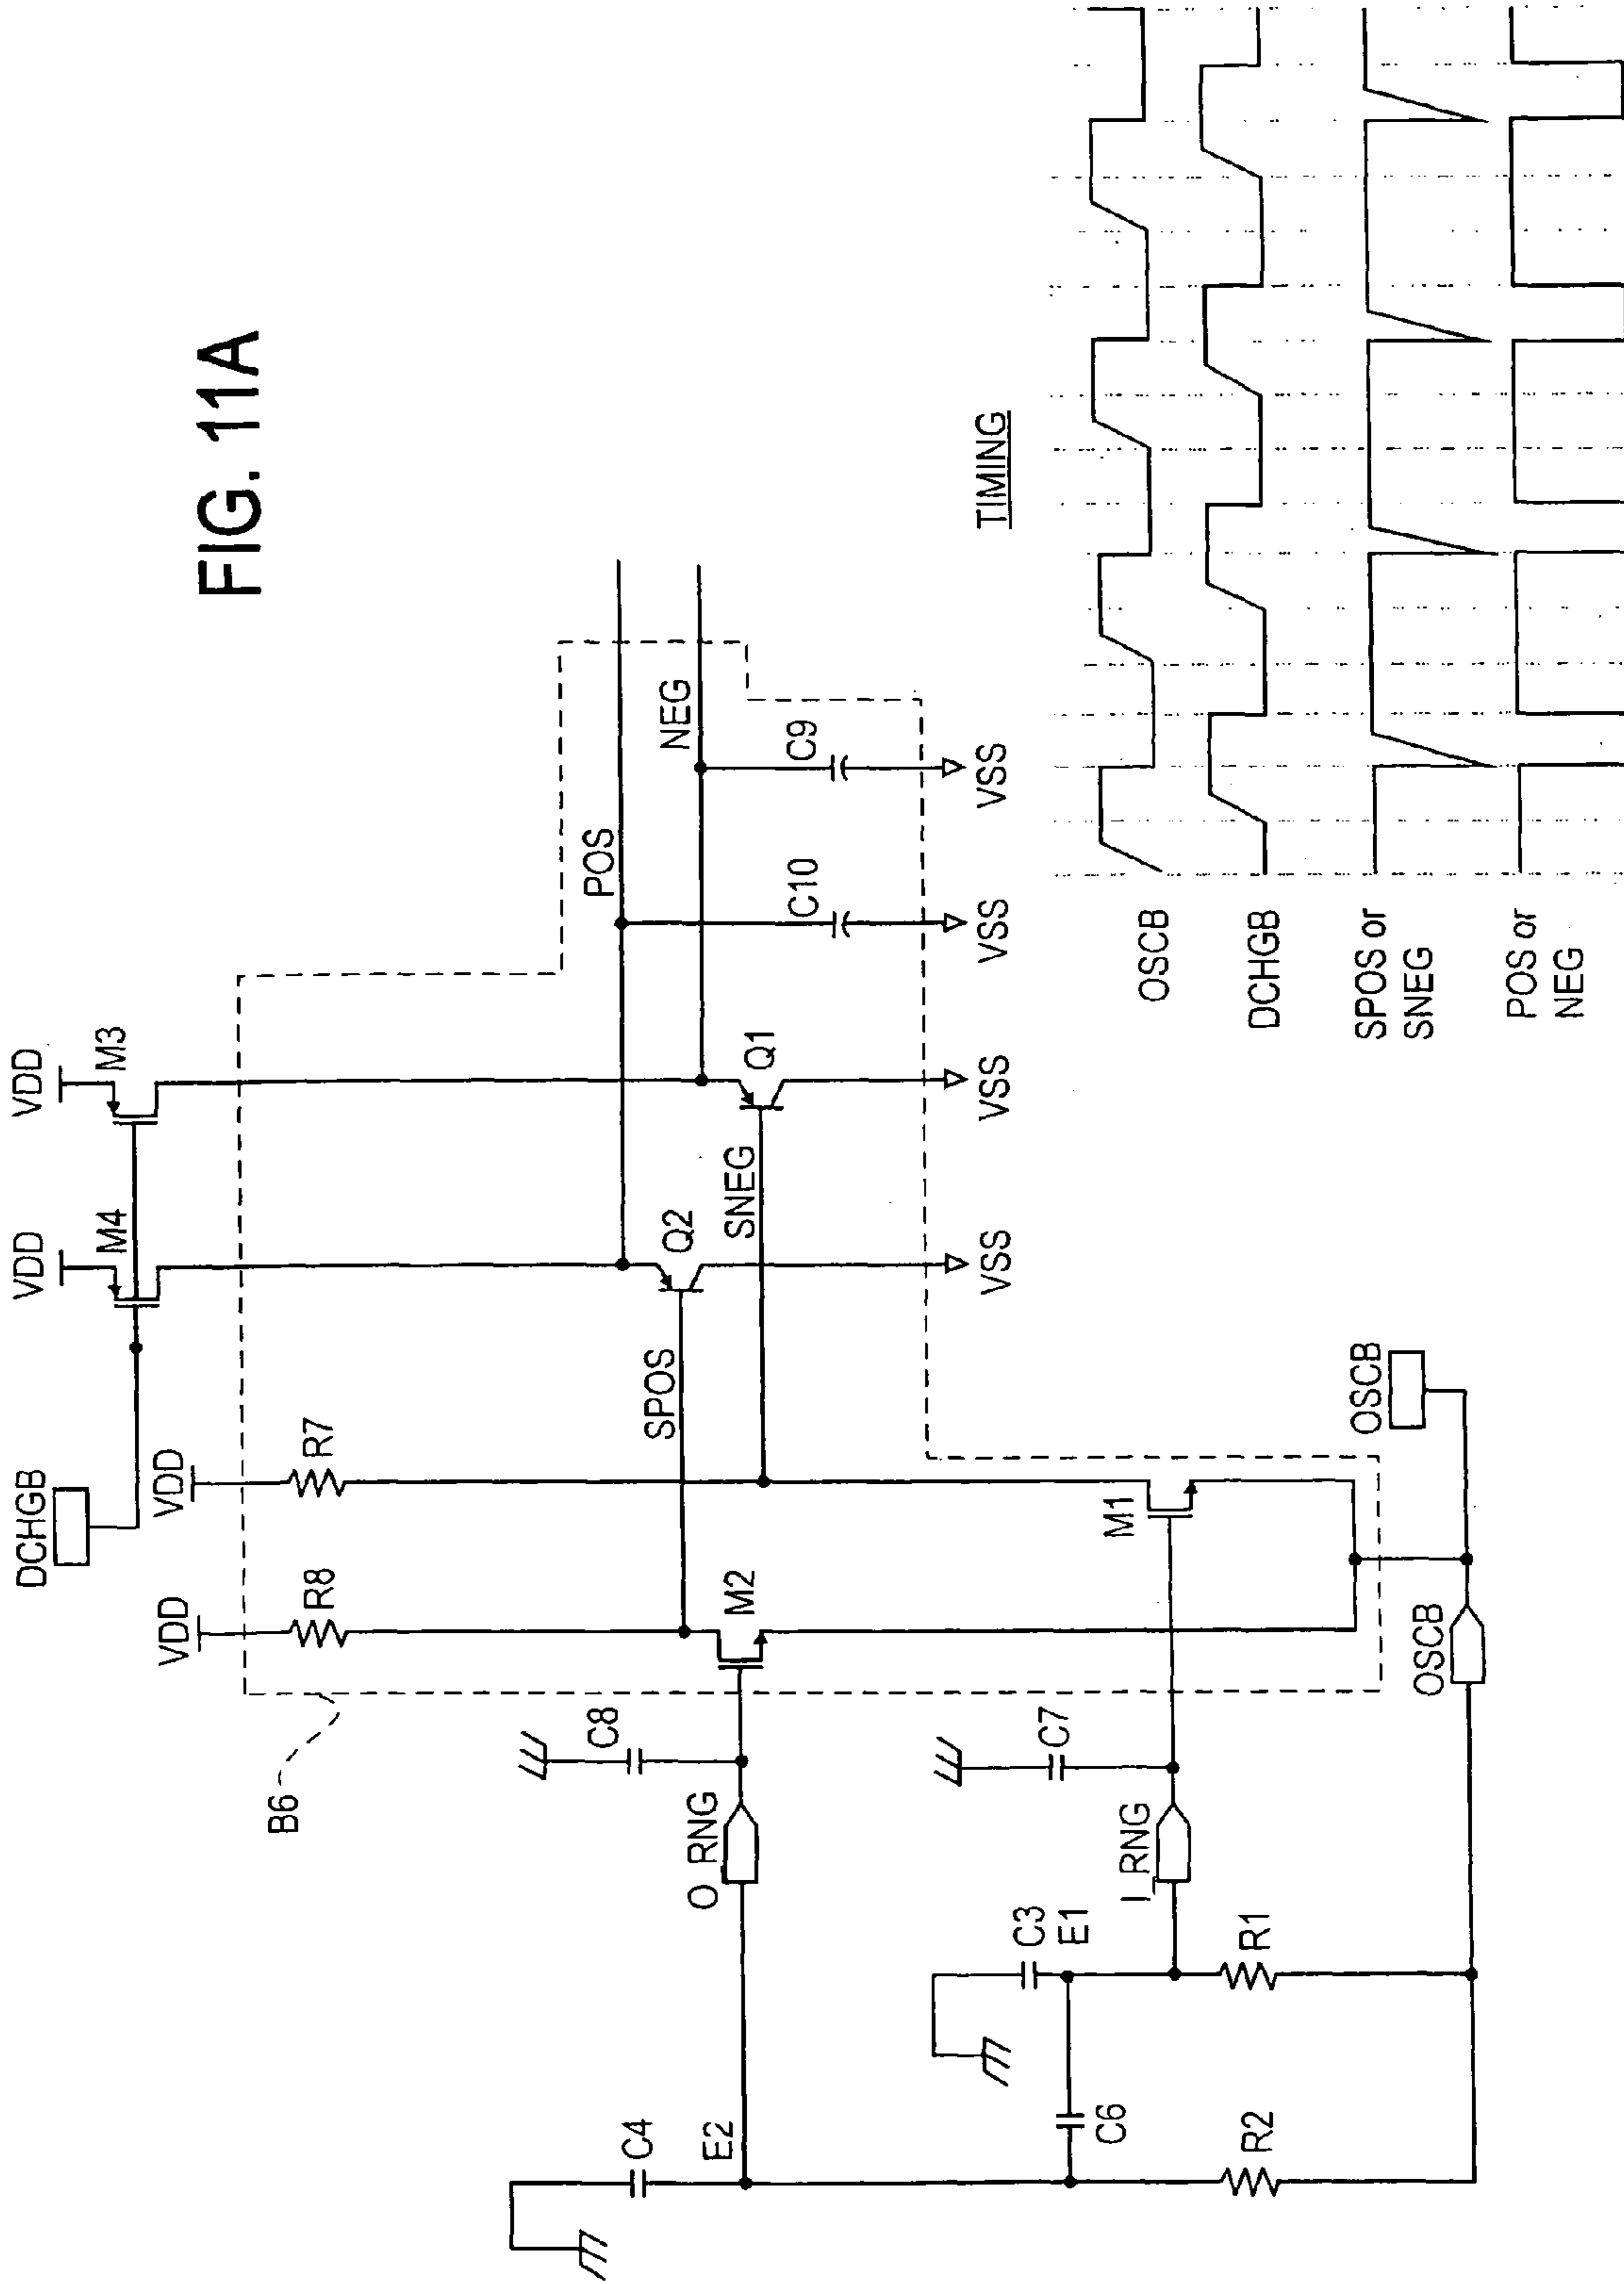 FIG. 11A
DCHGB
VDD
VDD
VDD
VDD
M4
M3
R8
R7
B6
POS
NEG
SPOS
SNEG
Q2
Q1
C10
C9
M2
M1
VSS
VSS
VSS
VSS
C8
C7
O_RNG
I_RNG
OSCB
OSCB
C4
E2
C3
E1
C6
R2
R1
TIMING
OSCB
DCHGB
SPOS or
SNEG
POS or
NEG